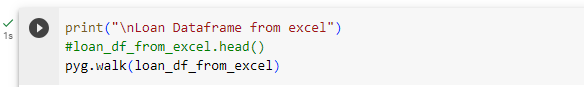 print("\nLoan Dataframe from excel")
1s
#loan_df_from_excel.head()
pyg.walk(loan_df_from_excel)